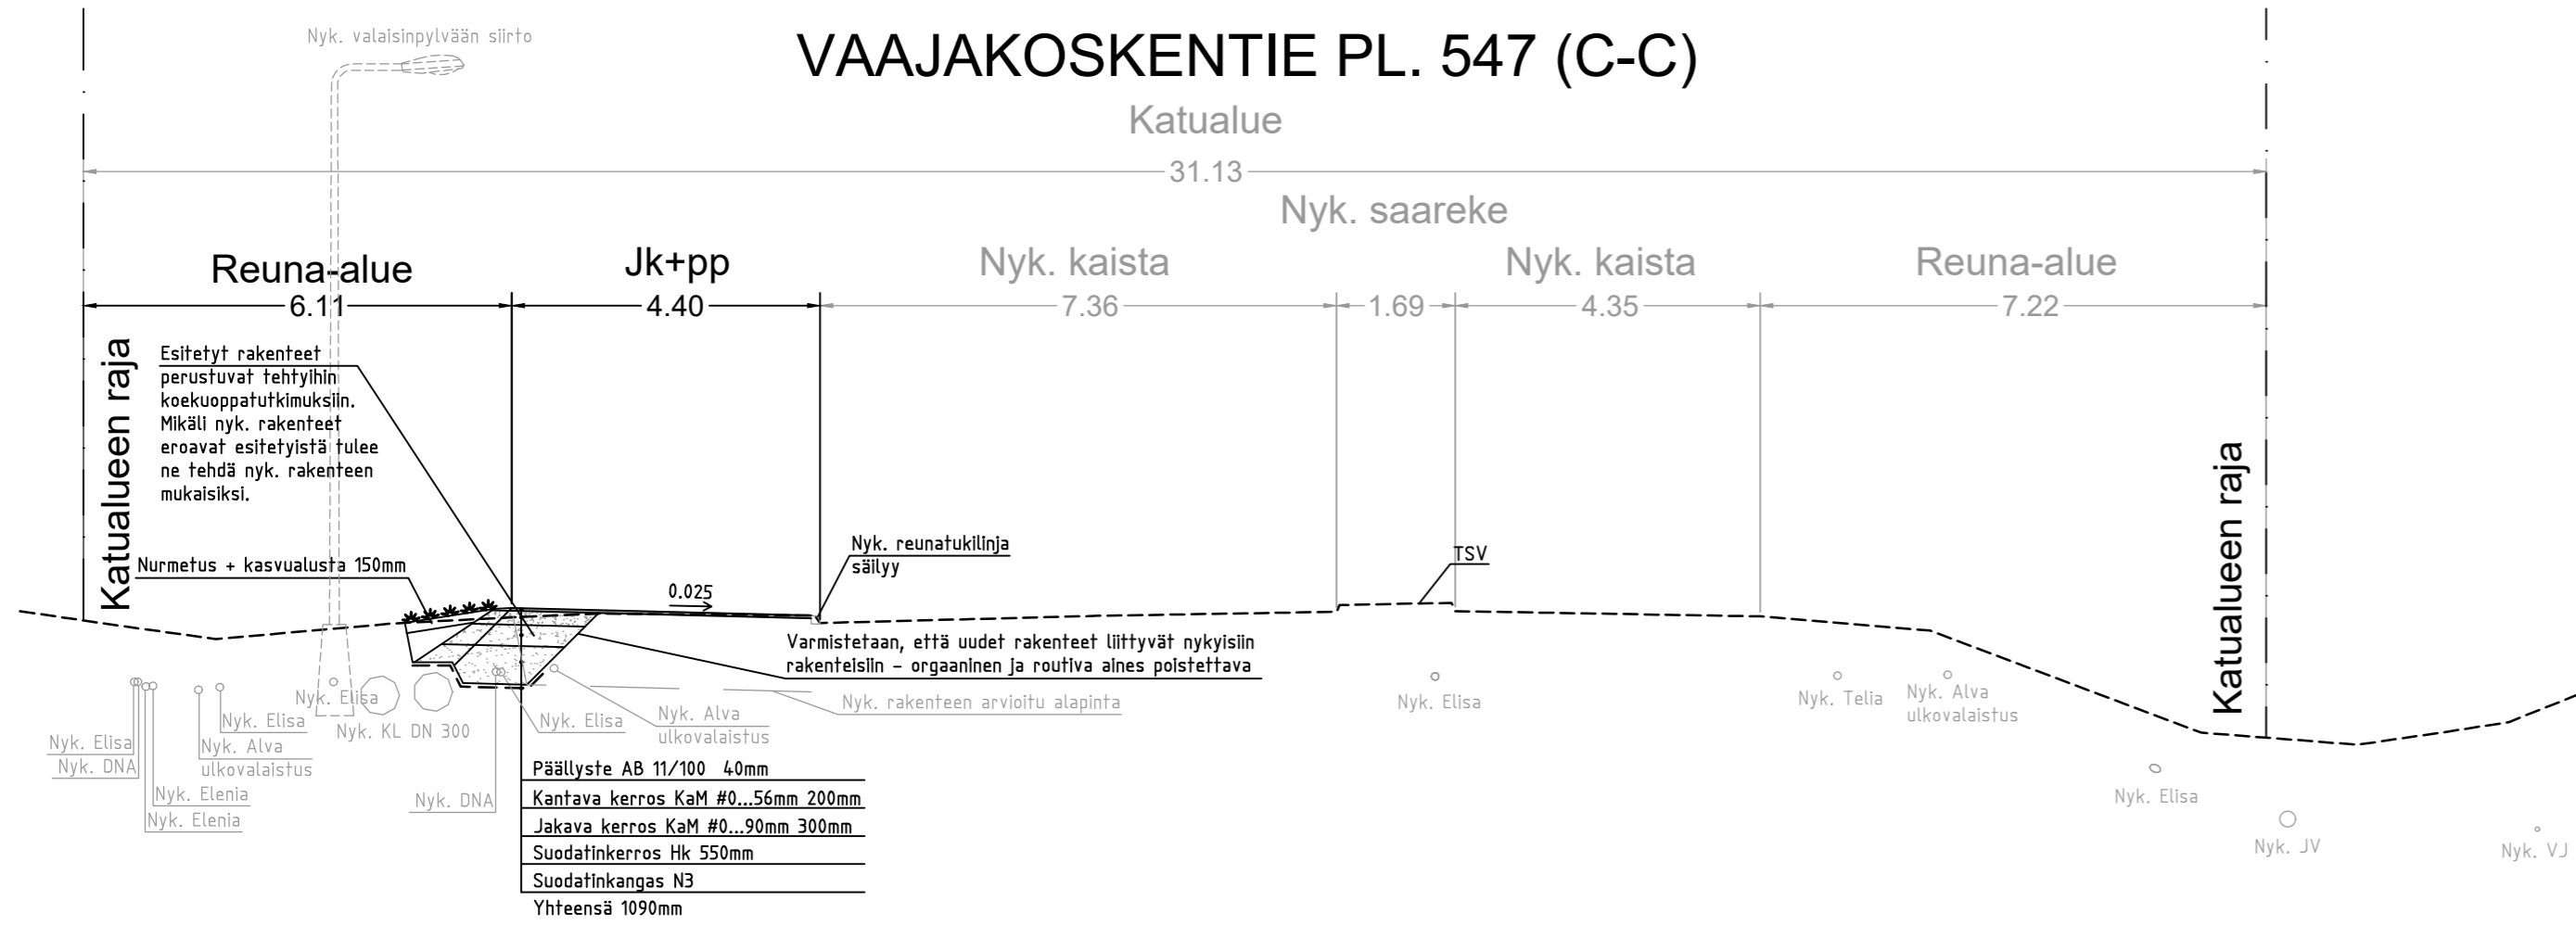 Nyk. valaisinpylvään siirto
VAAJAKOSKENTIE PL. 547 (C-C)
Katualue
31.13
Nyk. saareke
Reuna-alue
Jk+pp
Nyk. kaista
Nyk. kaista
Reuna-alue
6.11
4.40
7.36
1.69
4.35
7.22
Katualueen raja
Esitetyt rakenteet
perustuvat tehtyihin
koekuoppatutkimuksiin.
Mikäli nyk. rakenteet
eroavat esitetyistä tulee
ne tehdä nyk. rakenteen
mukaisiksi.
Katualueen raja
Nurmetus + kasvualusta 150mm
Nyk. reunatukilinja
säilyy
TSV
0.025
Varmistetaan, että uudet rakenteet liittyvät nykyisiin
rakenteisiin – orgaaninen ja routiva aines poistettava
Nyk. rakenteen arvioitu alapinta
Nyk. Elisa
Nyk. Elisa
Nyk. KL DN 300
Nyk. Elisa
Nyk. Alva
ulkovalaistus
Nyk. Elisa
Nyk. Telia
Nyk. Alva
ulkovalaistus
Nyk. Elisa
Nyk. DNA
Nyk. Alva
ulkovalaistus
Nyk. Elenia
Nyk. Elenia
Nyk. DNA
Nyk. Elisa
Nyk. JV
Nyk. VJ
Päällyste AB 11/100 40mm
Kantava kerros KaM #0...56mm 200mm
Jakava kerros KaM #0...90mm 300mm
Suodatinkerros Hk 550mm
Suodatinkangas N3
Yhteensä 1090mm